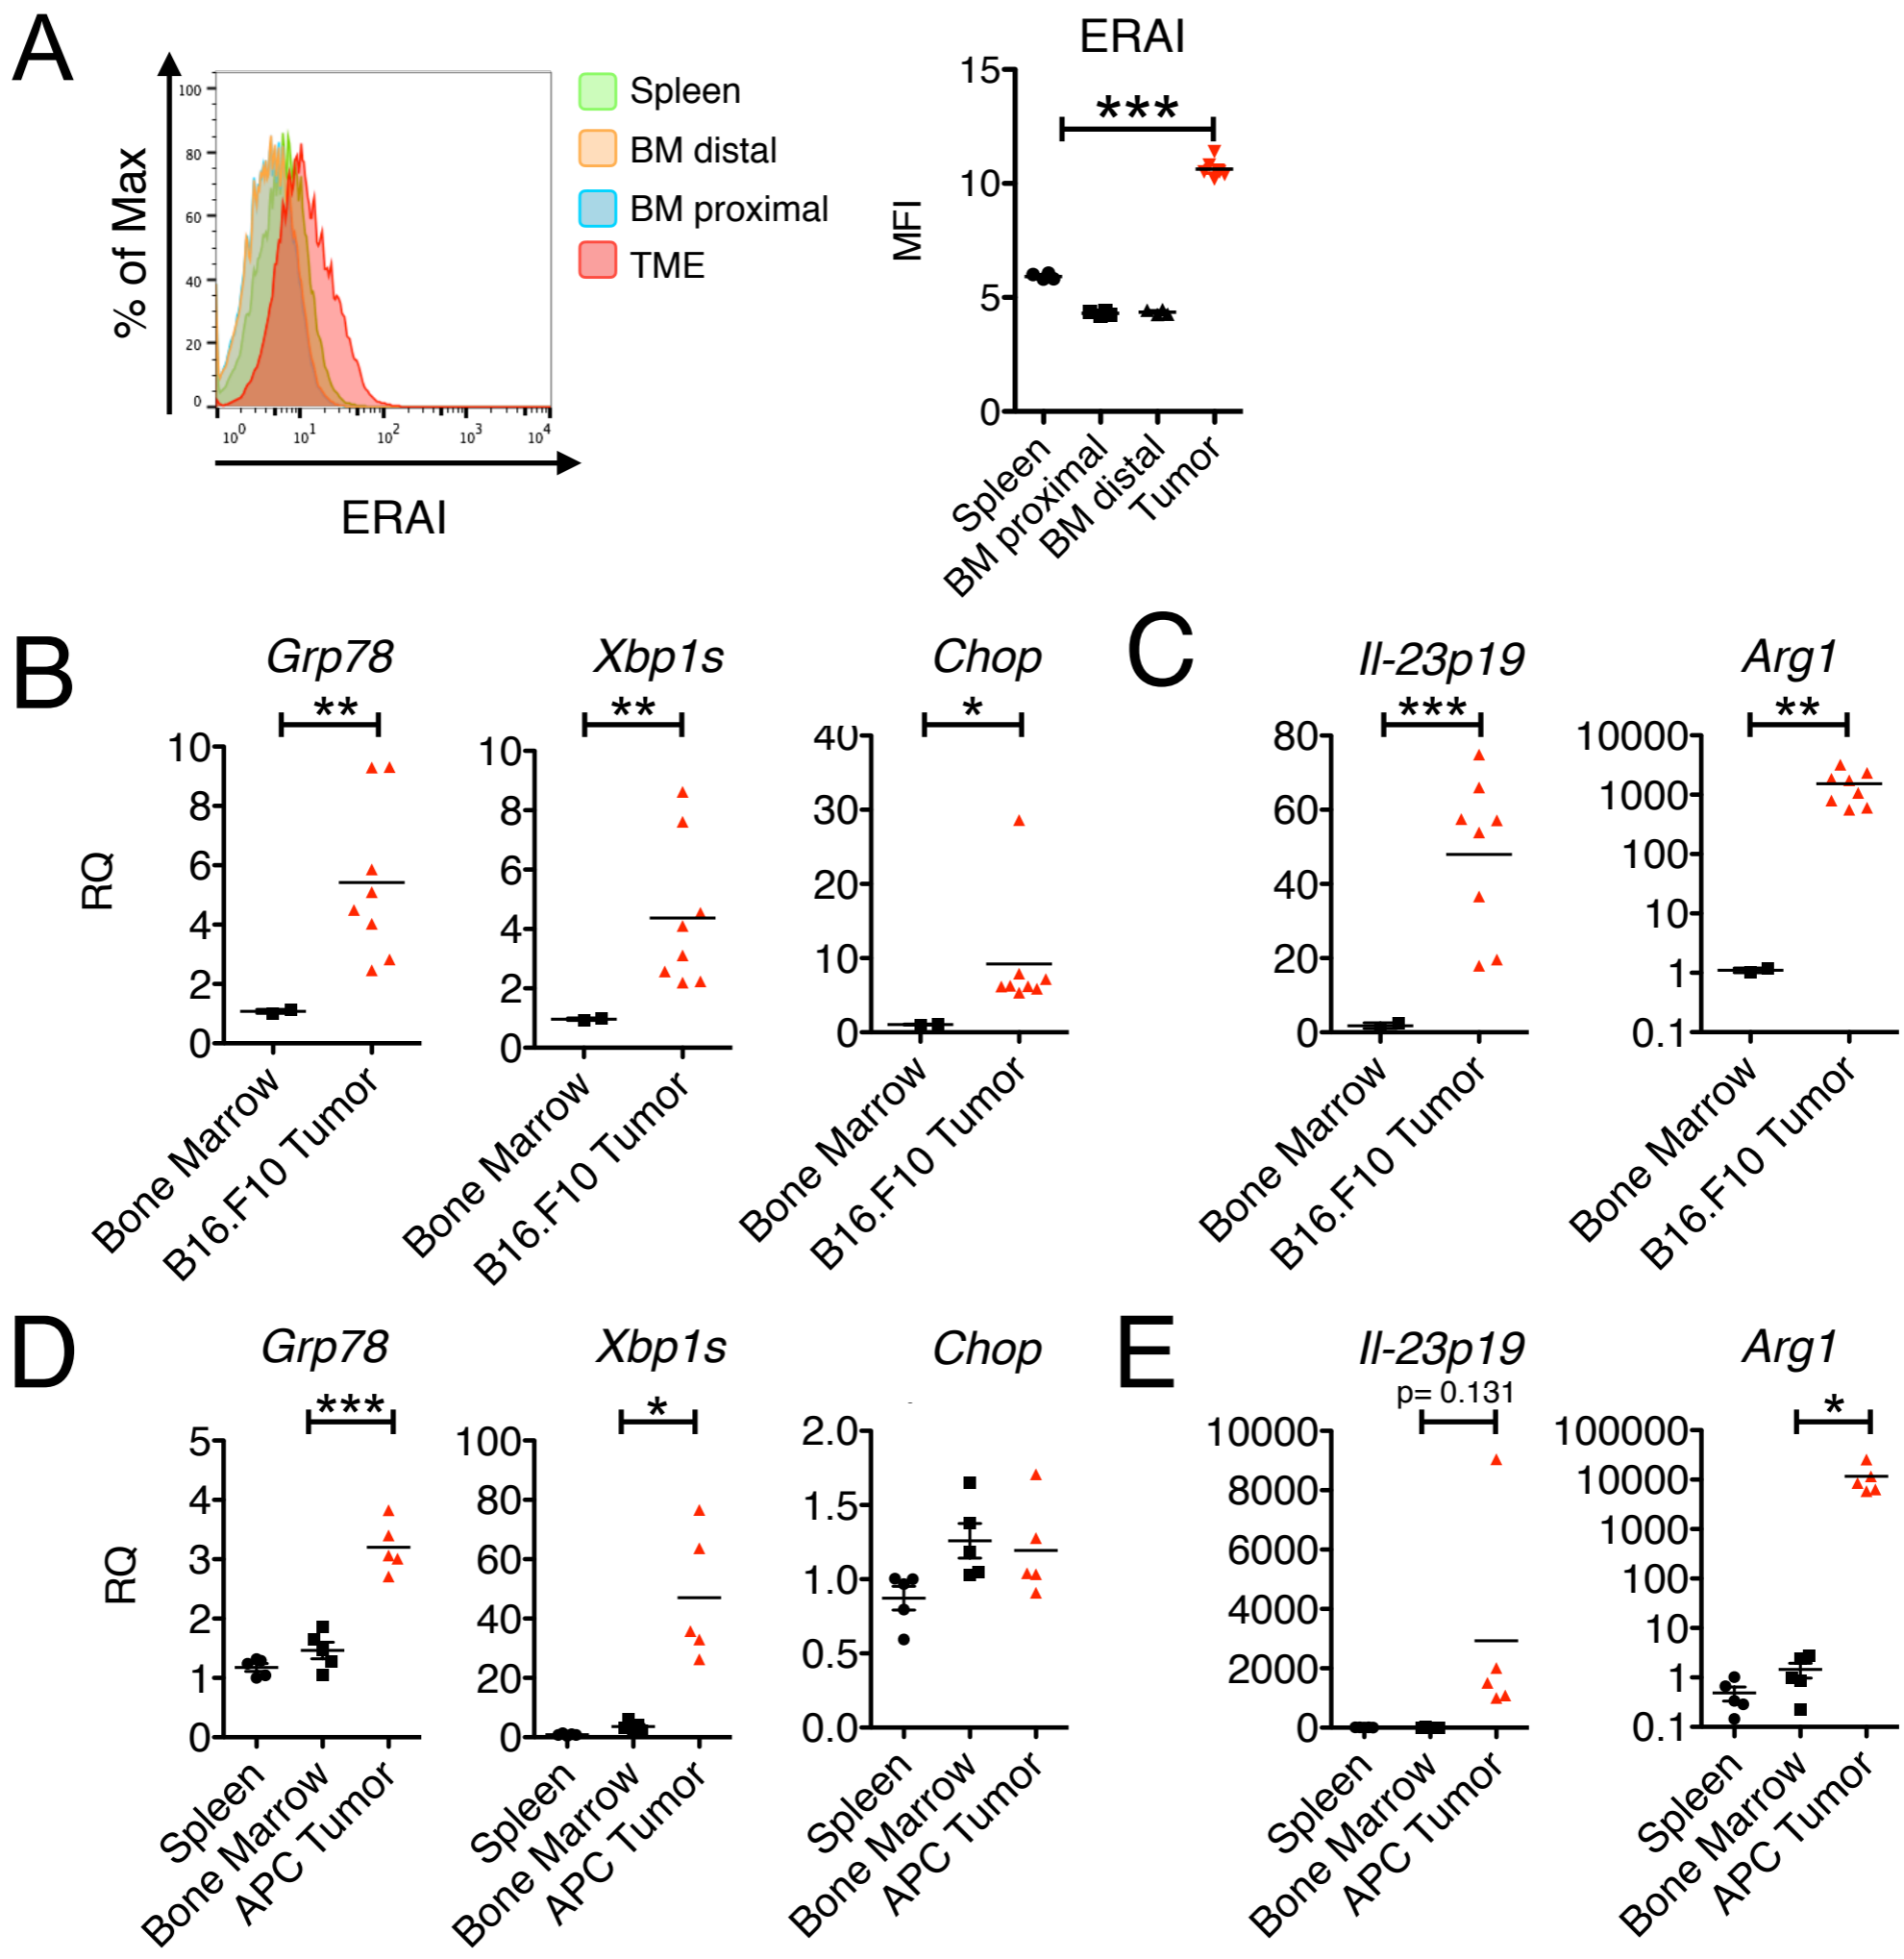 A
100
80
60
40
20
0
% of Max
10^0 10^1 10^2 10^3 10^4
ERAI
Spleen
BM distal
BM proximal
TME
ERAI
***
15
10
5
0
MFI
Spleen
BM proximal
BM distal
Tumor
B
Grp78
**
10
8
6
4
2
0
RQ
Bone Marrow
B16.F10 Tumor
Xbp1s
**
10
8
6
4
2
0
Bone Marrow
B16.F10 Tumor
Chop
*
40
30
20
10
0
Bone Marrow
B16.F10 Tumor
C
Il-23p19
***
80
60
40
20
0
Bone Marrow
B16.F10 Tumor
Arg1
**
10000
1000
100
10
1
0.1
Bone Marrow
B16.F10 Tumor
D
Grp78
***
5
4
3
2
1
0
RQ
Spleen
Bone Marrow
APC Tumor
Xbp1s
*
100
80
60
40
20
0
Spleen
Bone Marrow
APC Tumor
Chop
2.0
1.5
1.0
0.5
0.0
Spleen
Bone Marrow
APC Tumor
E
Il-23p19
p= 0.131
10000
8000
6000
4000
2000
0
Spleen
Bone Marrow
APC Tumor
Arg1
*
100000
10000
1000
100
10
1
0.1
Spleen
Bone Marrow
APC Tumor